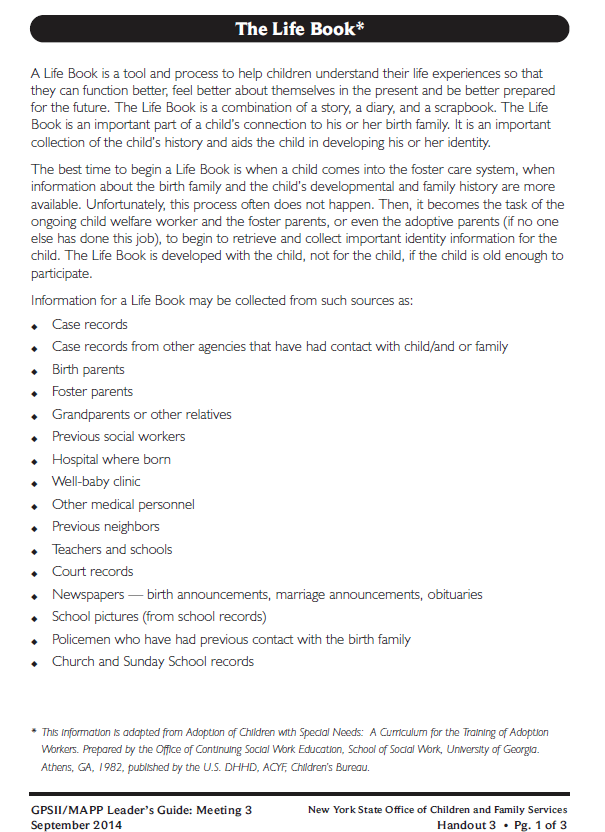 The Life Book*
A Life Book is a tool and process to help children understand their life experiences so that
they can function better, feel better about themselves in the present and be better prepared
for the future. The Life Book is a combination of a story, a diary, and a scrapbook. The Life
Book is an important part of a child's connection to his or her birth family. It is an important
collection of the child's history and aids the child in developing his or her identity.
The best time to begin a Life Book is when a child comes into the foster care system, when
information about the birth family and the child's developmental and family history are more
available. Unfortunately, this process often does not happen. Then, it becomes the task of the
ongoing child welfare worker and the foster parents, or even the adoptive parents (if no one
else has done this job), to begin to retrieve and collect important identity information for the
child. The Life Book is developed with the child, not for the child, if the child is old enough to
participate.
Information for a Life Book may be collected from such sources as:
◆ Case records
◆ Case records from other agencies that have had contact with child/and or family
◆ Birth parents
◆ Foster parents
◆ Grandparents or other relatives
◆ Previous social workers
◆ Hospital where born
◆ Well-baby clinic
◆ Other medical personnel
◆ Previous neighbors
◆ Teachers and schools
◆ Court records
◆ Newspapers — birth announcements, marriage announcements, obituaries
◆ School pictures (from school records)
◆ Policemen who have had previous contact with the birth family
◆ Church and Sunday School records
* This information is adapted from Adoption of Children with Special Needs: A Curriculum for the Training of Adoption
Workers. Prepared by the Office of Continuing Social Work Education, School of Social Work, University of Georgia.
Athens, GA, 1982, published by the U.S. DHHD, ACYF, Children's Bureau.
GPSII/MAPP Leader's Guide: Meeting 3 New York State Office of Children and Family Services
September 2014 Handout 3 • Pg. 1 of 3